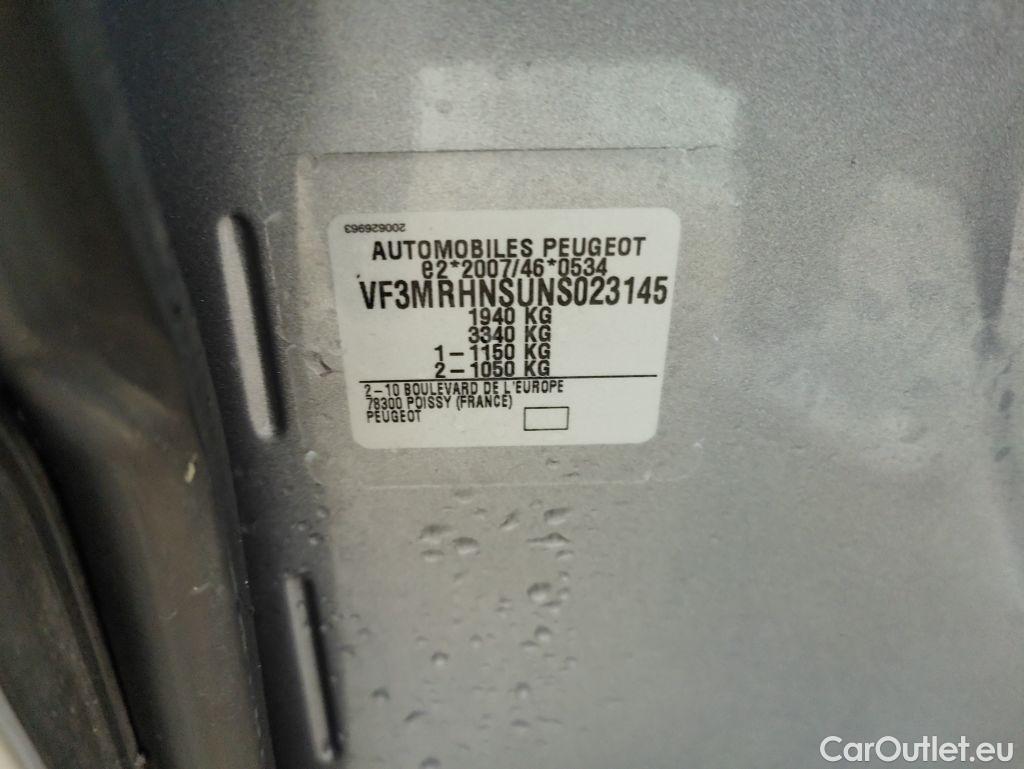 200626963
AUTOMOBILES PEUGEOT
e2*2007/46*0534
VF3MRHNSUNS023145
1940 KG
3340 KG
1-1150 KG
2-1050 KG
2-10 BOULEVARD DE L'EUROPE
78300 POISSY (FRANCE)
PEUGEOT
CarOutlet.eu